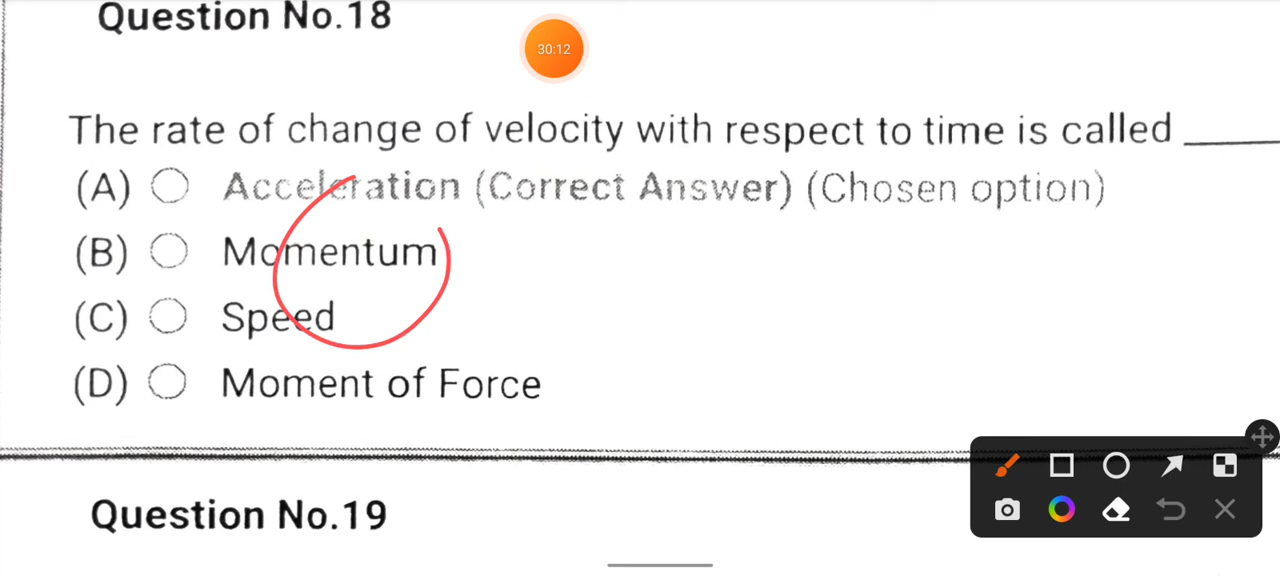 Question No.18
30:12
The rate of change of velocity with respect to time is called ____
(A) Acceleration (Correct Answer) (Chosen option)
(B) Momentum
(C) Speed
(D) Moment of Force
Question No.19